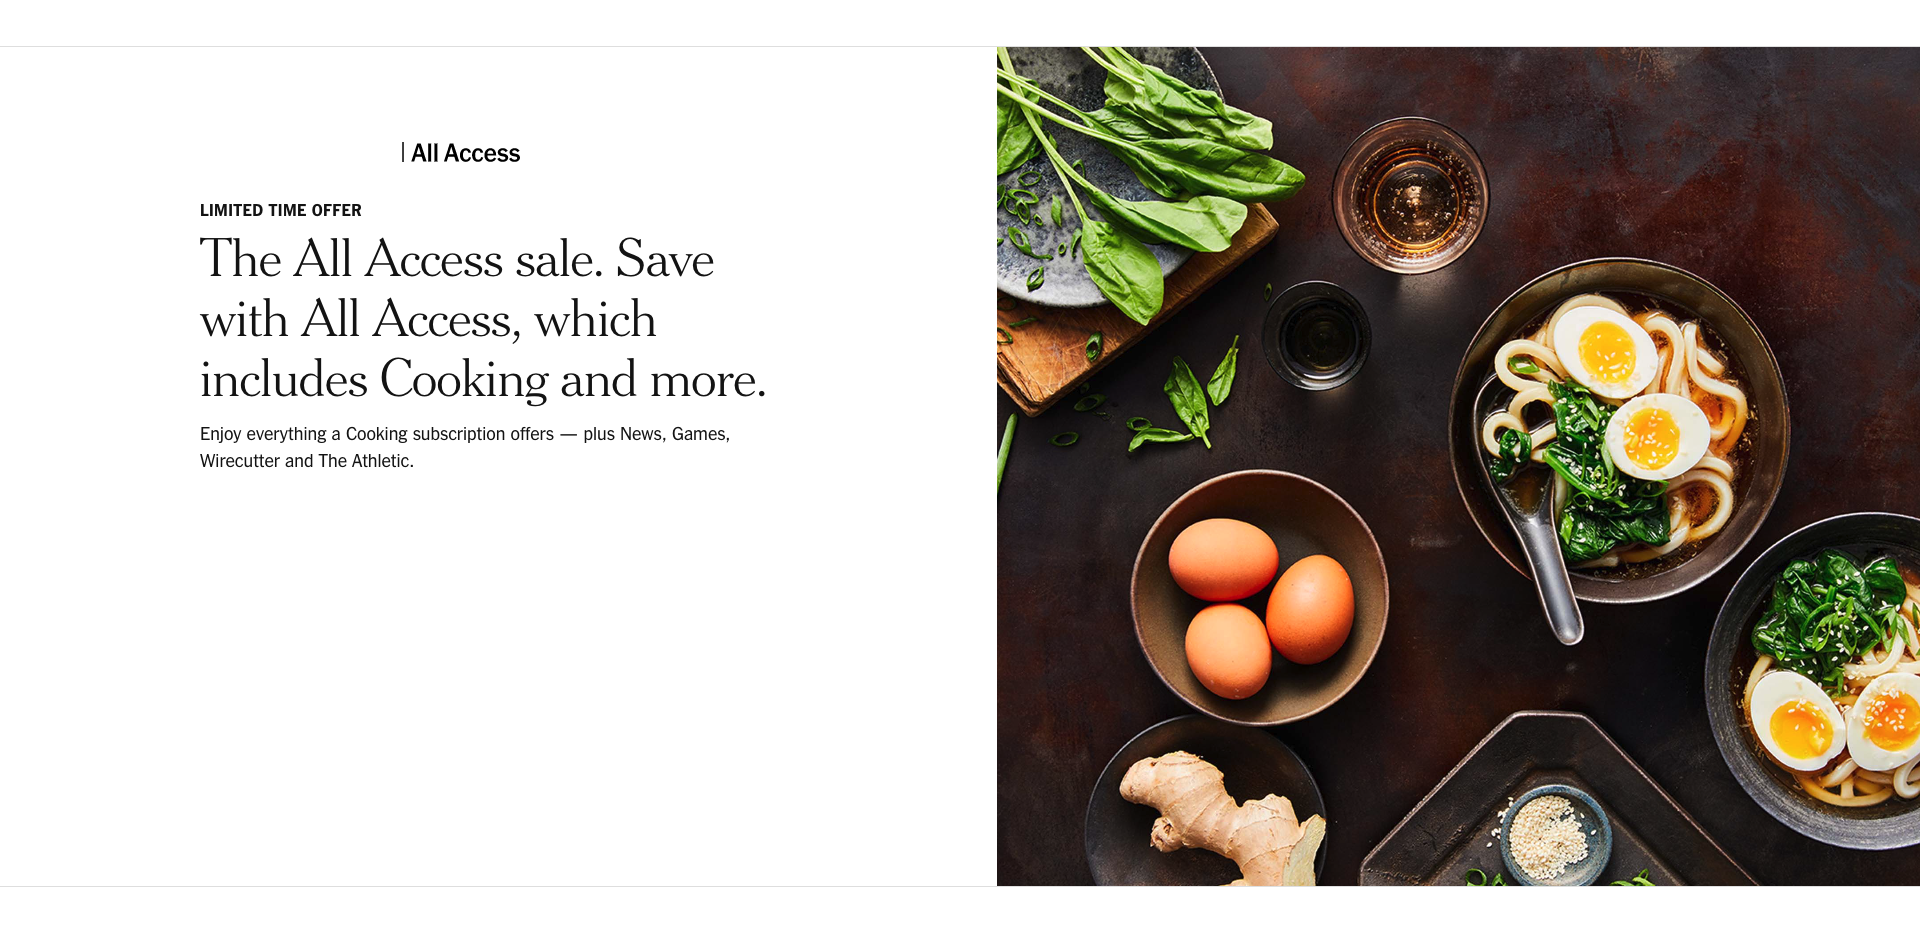 | All Access
LIMITED TIME OFFER
The All Access sale. Save
with All Access, which
includes Cooking and more.
Enjoy everything a Cooking subscription offers — plus News, Games,
Wirecutter and The Athletic.